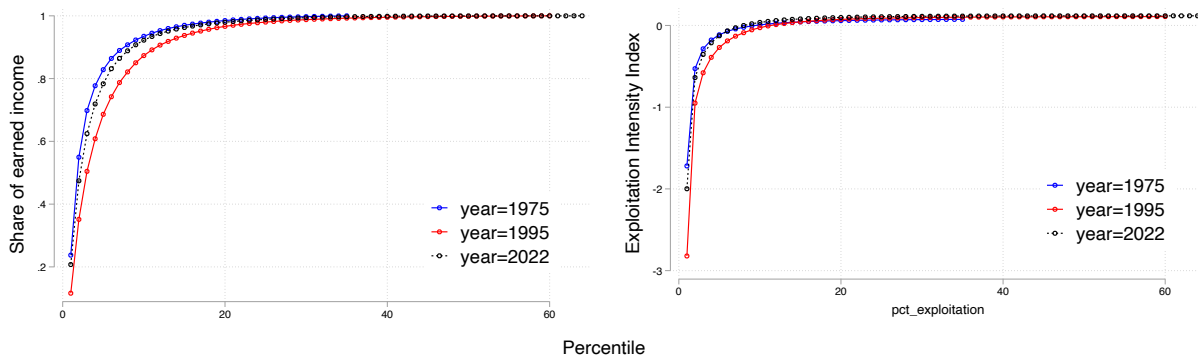 Share of earned income
1
.8
.6
.4
.2
0
20
40
60
year=1975
year=1995
year=2022
Exploitation Intensity Index
0
-1
-2
-3
0
20
40
60
pct_exploitation
year=1975
year=1995
year=2022
Percentile